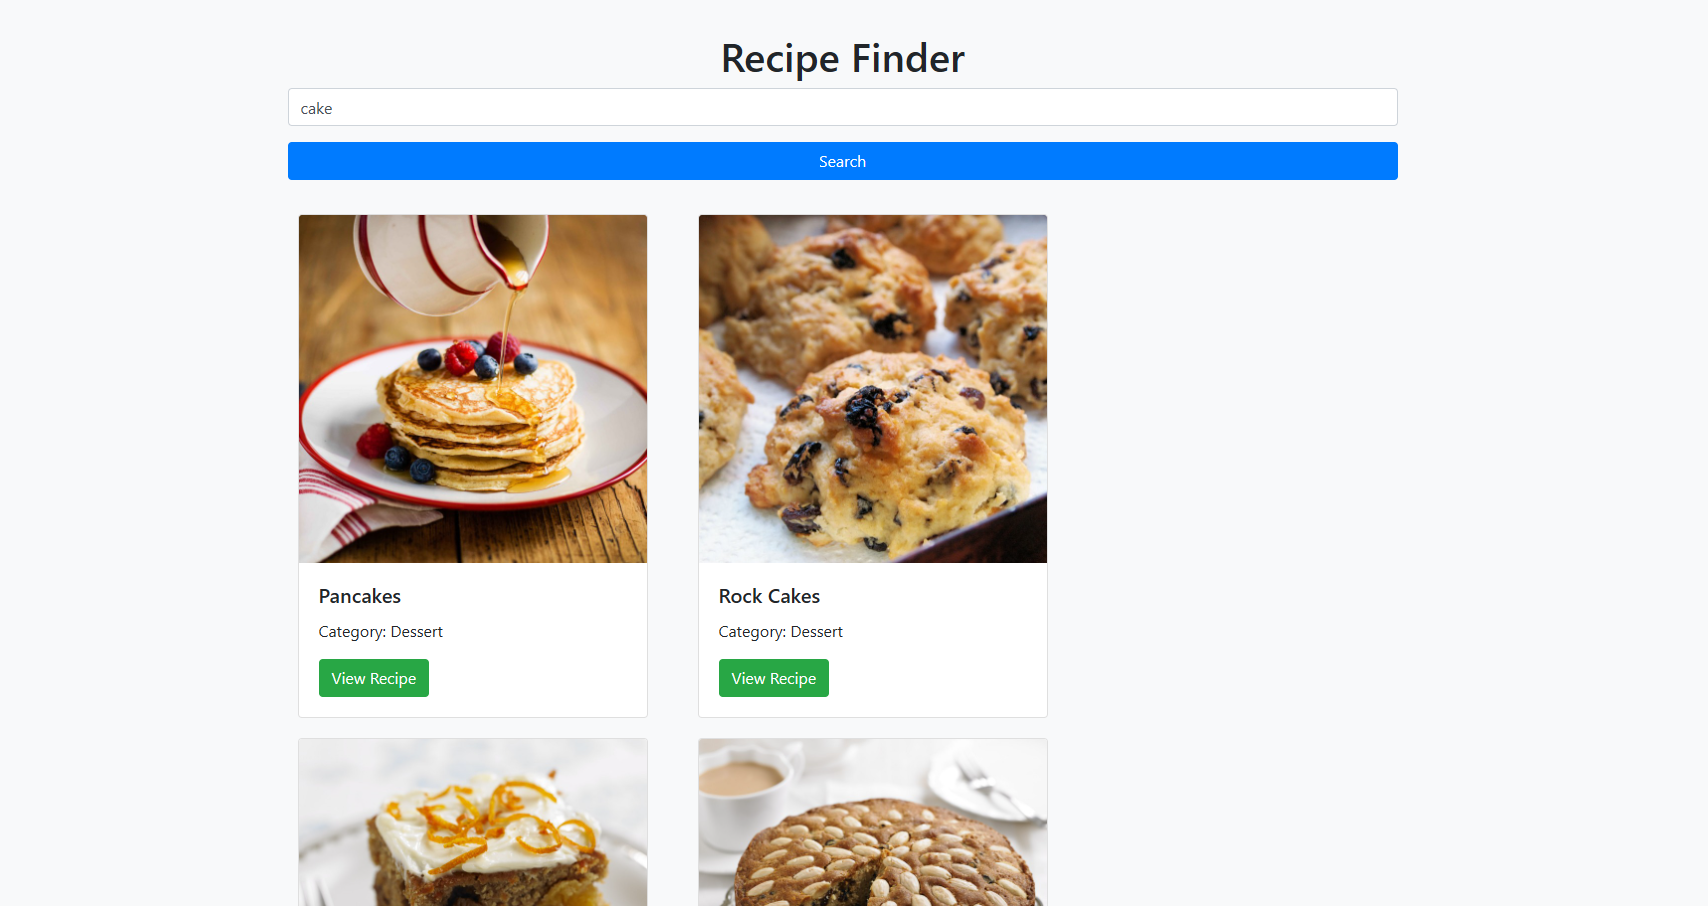 Recipe Finder
cake
Search
Pancakes
Category: Dessert
View Recipe
Rock Cakes
Category: Dessert
View Recipe